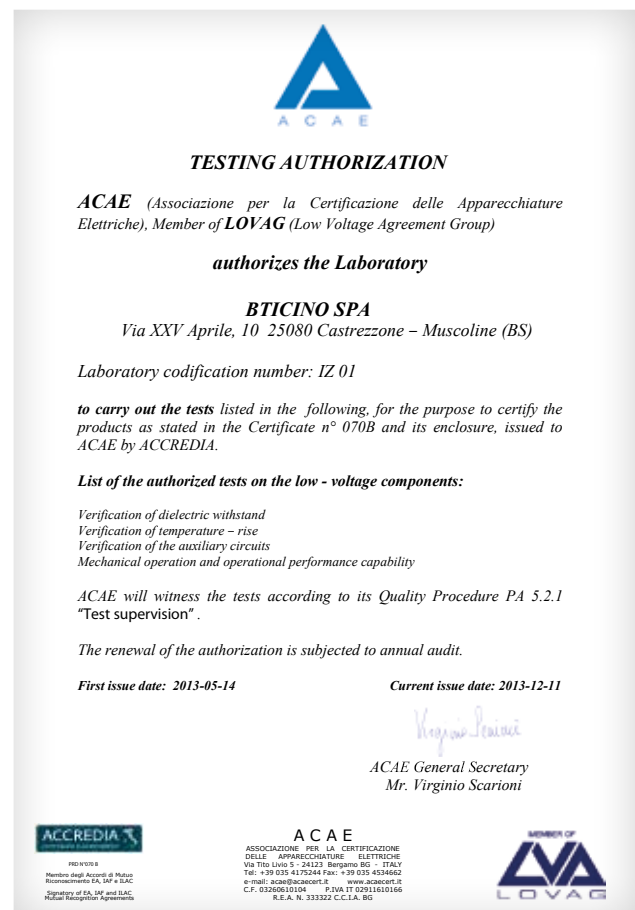 ACAE
TESTING AUTHORIZATION
ACAE (Associazione per la Certificazione delle Apparecchiature
Elettriche), Member of LOVAG (Low Voltage Agreement Group)
authorizes the Laboratory
BTICINO SPA
Via XXV Aprile, 10 25080 Castrezzone – Muscoline (BS)
Laboratory codification number: IZ 01
to carry out the tests listed in the following, for the purpose to certify the
products as stated in the Certificate n° 070B and its enclosure, issued to
ACAE by ACCREDIA.
List of the authorized tests on the low - voltage components:
Verification of dielectric withstand
Verification of temperature – rise
Verification of the auxiliary circuits
Mechanical operation and operational performance capability
ACAE will witness the tests according to its Quality Procedure PA 5.2.1
“Test supervision” .
The renewal of the authorization is subjected to annual audit.
First issue date: 2013-05-14 Current issue date: 2013-12-11
ACAE General Secretary
Mr. Virginio Scarioni
ACCREDIA
PRD N°070 B
Membro degli Accordi di Mutuo
Riconoscimento EA, IAF e ILAC
Signatory of EA, IAF and ILAC
Mutual Recognition Agreements
A C A E
ASSOCIAZIONE PER LA CERTIFICAZIONE
DELLE APPARECCHIATURE ELETTRICHE
Via Tito Livio 5 - 24123 Bergamo BG - ITALY
Tel: +39 035 4175244 Fax: +39 035 4534662
e-mail: acae@acaecert.it www.acaecert.it
C.F. 03260610104 P.IVA IT 02911610166
R.E.A. N. 333322 C.C.I.A. BG
MEMBER OF
LOVAG